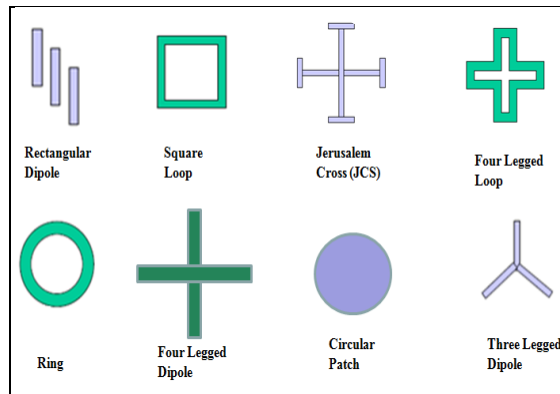 Rectangular
Dipole
Square
Loop
Jerusalem
Cross (JCS)
Four Legged
Loop
Ring
Four Legged
Dipole
Circular
Patch
Three Legged
Dipole